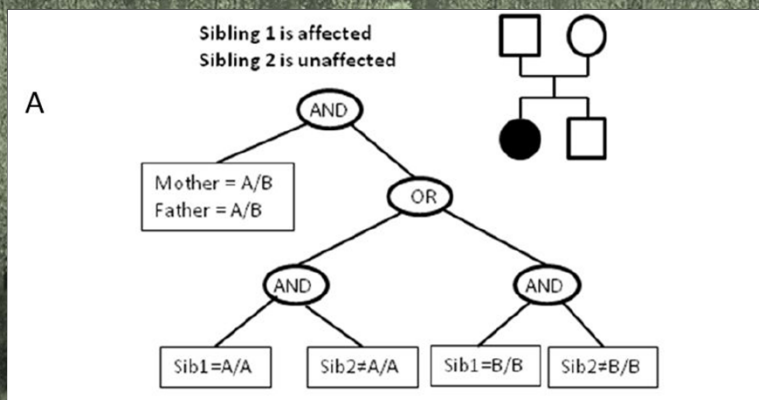 Sibling 1 is affected
Sibling 2 is unaffected
A
AND
Mother = A/B
Father = A/B
OR
AND
AND
Sib1=A/A
Sib2≠A/A
Sib1=B/B
Sib2≠B/B